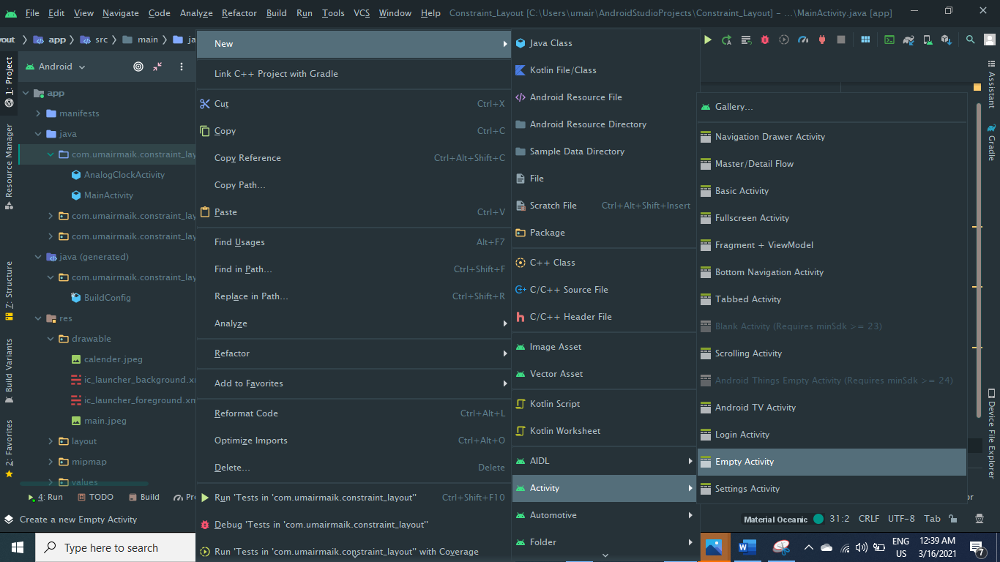 File Edit View Navigate Code Analyze Refactor Build Run Tools VCS Window Help Constraint_Layout [C:\Users\umair\AndroidStudioProjects\Constraint_Layout] - ...\MainActivity.java [app]
yout app src main ja
1: Project
Resource Manager
7: Structure
Build Variants
2: Favorites
Android
app
manifests
java
com.umairmaik.constraint_lay
AnalogClockActivity
MainActivity
com.umairmaik.constraint_lay
com.umairmaik.constraint_lay
java (generated)
com.umairmaik.constraint_lay
BuildConfig
res
drawable
calender.jpeg
ic_launcher_background.x
ic_launcher_foreground.xm
main.jpeg
layout
mipmap
values
4: Run TODO Build Pr
Create a new Empty Activity
New
Link C++ Project with Gradle
Cut Ctrl+X
Copy Ctrl+C
Copy Reference Ctrl+Alt+Shift+C
Copy Path...
Paste Ctrl+V
Find Usages Alt+F7
Find in Path... Ctrl+Shift+F
Replace in Path... Ctrl+Shift+R
Analyze
Refactor
Add to Favorites
Reformat Code Ctrl+Alt+L
Optimize Imports Ctrl+Alt+O
Delete... Delete
Run 'Tests in 'com.umairmaik.constraint_layout'' Ctrl+Shift+F10
Debug 'Tests in 'com.umairmaik.constraint_layout''
Run 'Tests in 'com.umairmaik.constraint_layout'' with Coverage
Java Class
Kotlin File/Class
Android Resource File
Android Resource Directory
Sample Data Directory
File
Scratch File Ctrl+Alt+Shift+Insert
Package
C++ Class
C/C++ Source File
C/C++ Header File
Image Asset
Vector Asset
Kotlin Script
Kotlin Worksheet
AIDL
Activity
Automotive
Folder
Gallery...
Navigation Drawer Activity
Master/Detail Flow
Basic Activity
Fullscreen Activity
Fragment + ViewModel
Bottom Navigation Activity
Tabbed Activity
Blank Activity (Requires minSdk >= 23)
Scrolling Activity
Android Things Empty Activity (Requires minSdk >= 24)
Android TV Activity
Login Activity
Empty Activity
Settings Activity
Assistant
Gradle
Device File Explorer
or
Material Oceanic 31:2 CRLF UTF-8 Tab
Type here to search
ENG
US
12:39 AM
3/16/2021
7